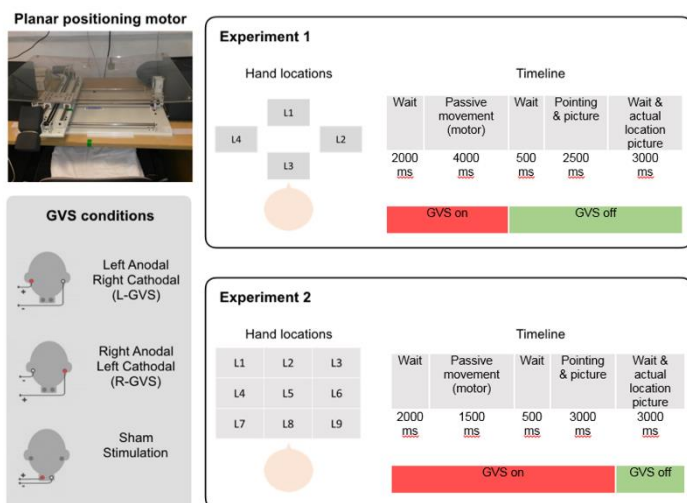 Planar positioning motor
GVS conditions
Left Anodal
Right Cathodal
(L-GVS)
+
-
Right Anodal
Left Cathodal
(R-GVS)
-
+
Sham
Stimulation
+
-
Experiment 1
Hand locations
L1
L4 L2
L3
Timeline
Wait Passive movement (motor) Wait Pointing & picture Wait & actual location picture
2000 ms 4000 ms 500 ms 2500 ms 3000 ms
GVS on GVS off
Experiment 2
Hand locations
L1 L2 L3
L4 L5 L6
L7 L8 L9
Timeline
Wait Passive movement (motor) Wait Pointing & picture Wait & actual location picture
2000 ms 1500 ms 500 ms 3000 ms 3000 ms
GVS on GVS off